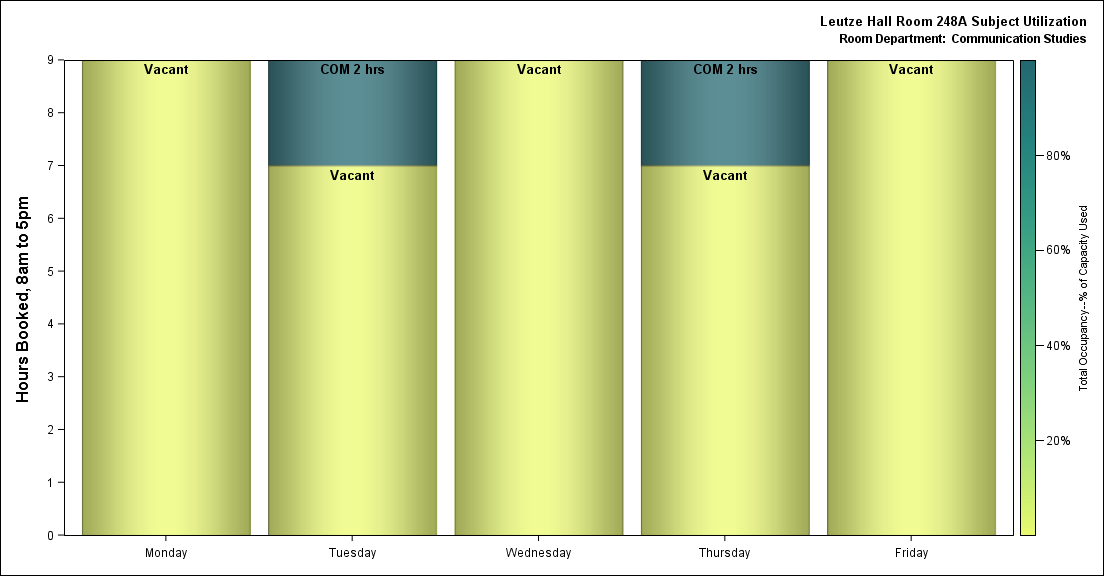 Leutze Hall Room 248A Subject Utilization
Room Department: Communication Studies
Hours Booked, 8am to 5pm
9
8
7
6
5
4
3
2
1
0
Vacant
COM 2 hrs
Vacant
Vacant
COM 2 hrs
Vacant
Vacant
Monday
Tuesday
Wednesday
Thursday
Friday
80%
60%
40%
20%
Total Occupancy--% of Capacity Used